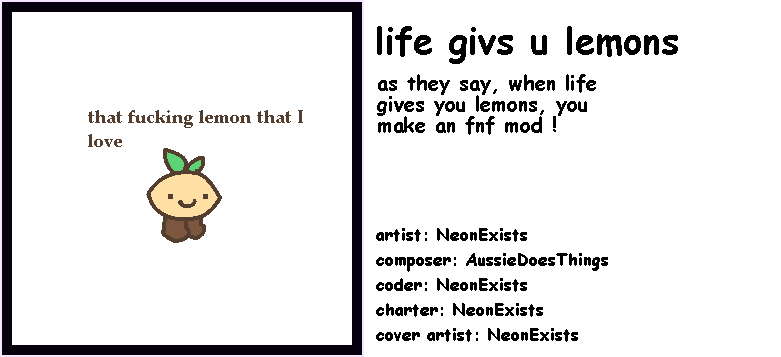 that fucking lemon that I
love
life givs u lemons
as they say, when life
gives you lemons, you
make an fnf mod !
artist: NeonExists
composer: AussieDoesThings
coder: NeonExists
charter: NeonExists
cover artist: NeonExists